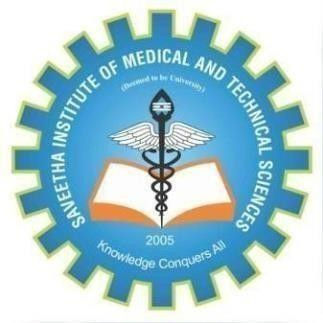 SAVEETHA INSTITUTE OF MEDICAL AND TECHNICAL SCIENCES
(Deemed to be University)
2005
Knowledge Conquers All